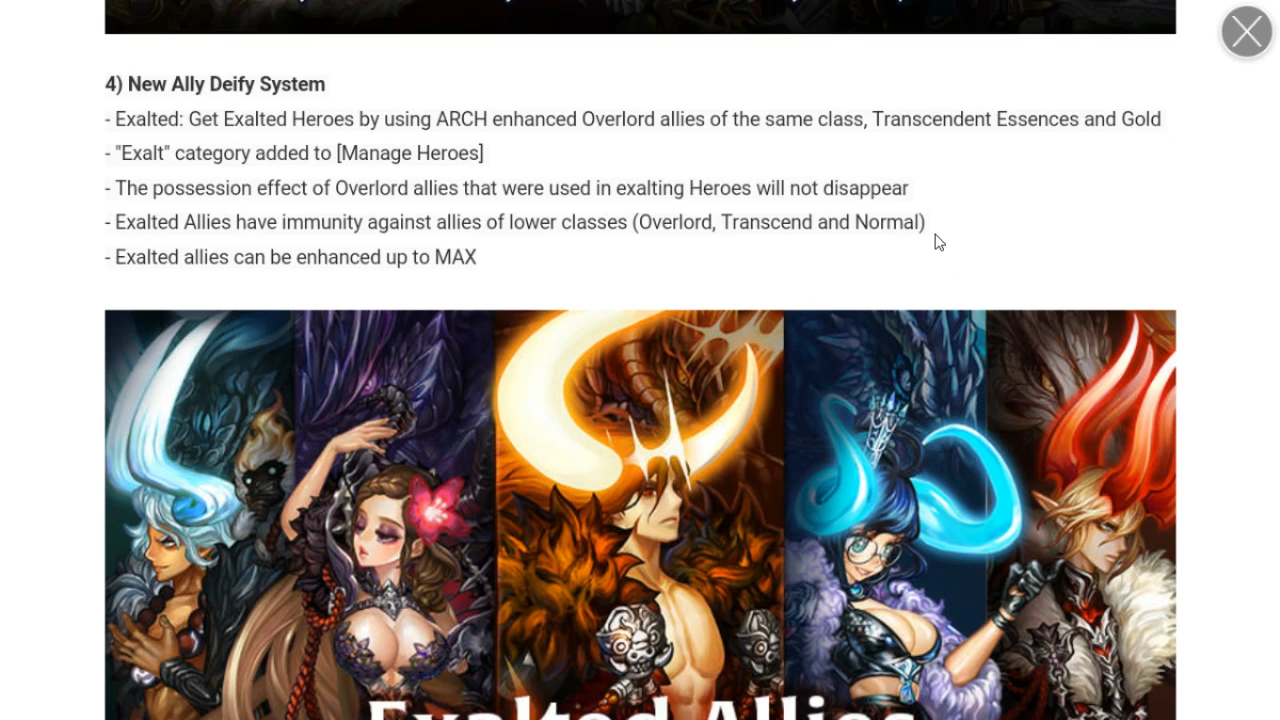 4) New Ally Deify System
- Exalted: Get Exalted Heroes by using ARCH enhanced Overlord allies of the same class, Transcendent Essences and Gold
- "Exalt" category added to [Manage Heroes]
- The possession effect of Overlord allies that were used in exalting Heroes will not disappear
- Exalted Allies have immunity against allies of lower classes (Overlord, Transcend and Normal)
- Exalted allies can be enhanced up to MAX
Exalted Allies